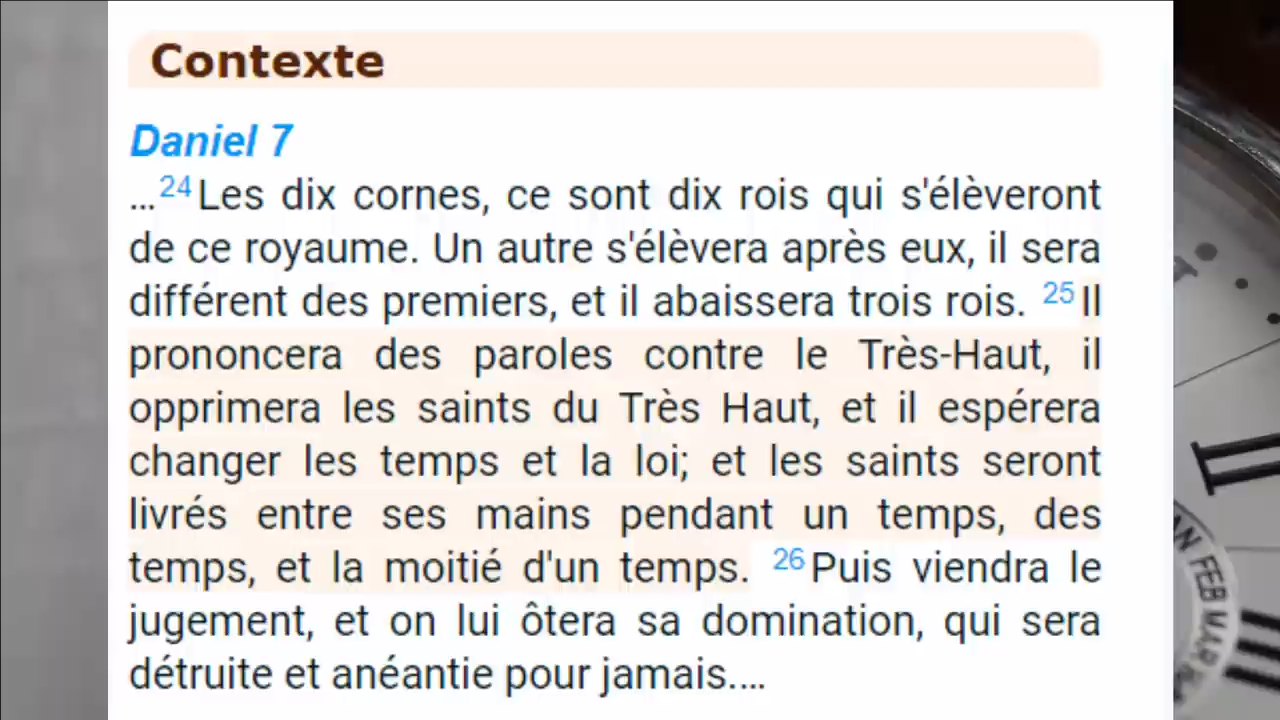 Contexte
Daniel 7
...24 Les dix cornes, ce sont dix rois qui s'élèveront
de ce royaume. Un autre s'élèvera après eux, il sera
différent des premiers, et il abaissera trois rois. 25 Il
prononcera des paroles contre le Très-Haut, il
opprimera les saints du Très Haut, et il espérera
changer les temps et la loi; et les saints seront
livrés entre ses mains pendant un temps, des
temps, et la moitié d'un temps. 26 Puis viendra le
jugement, et on lui ôtera sa domination, qui sera
détruite et anéantie pour jamais....
FEB MAR